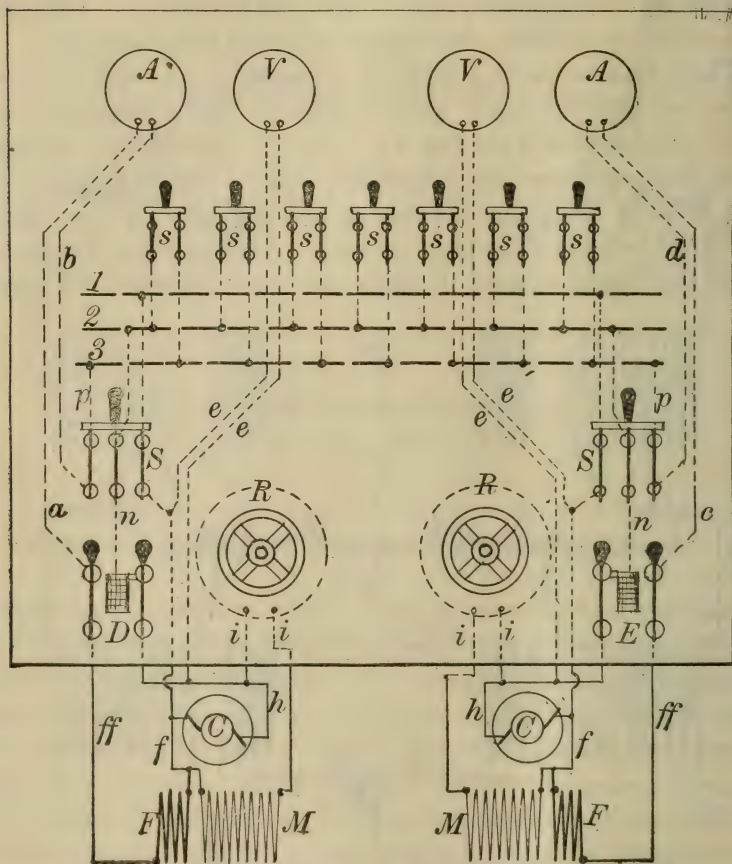 A V V A
s s s s s s s
b d
1
2
3
p e e e e p
S S
R R
a n n c
D i i i i E
ff h C C h ff
f f
F M M F